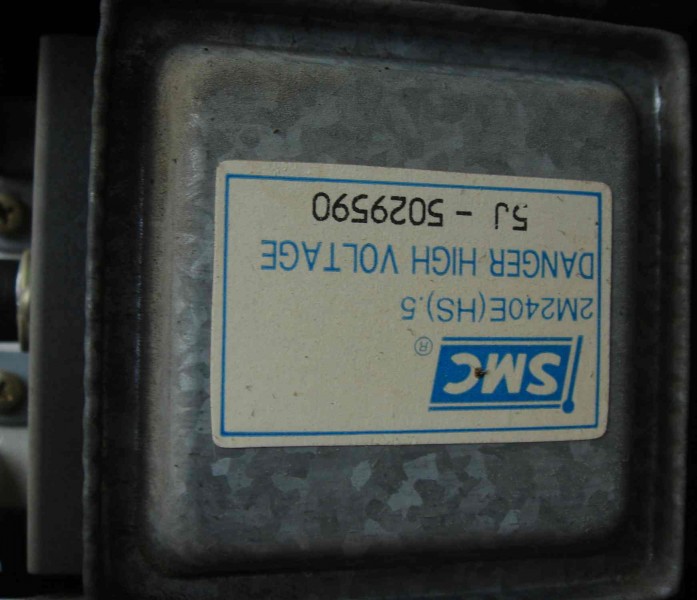 SMC ®
2M240E(HS).5
DANGER HIGH VOLTAGE
5J - 5029590